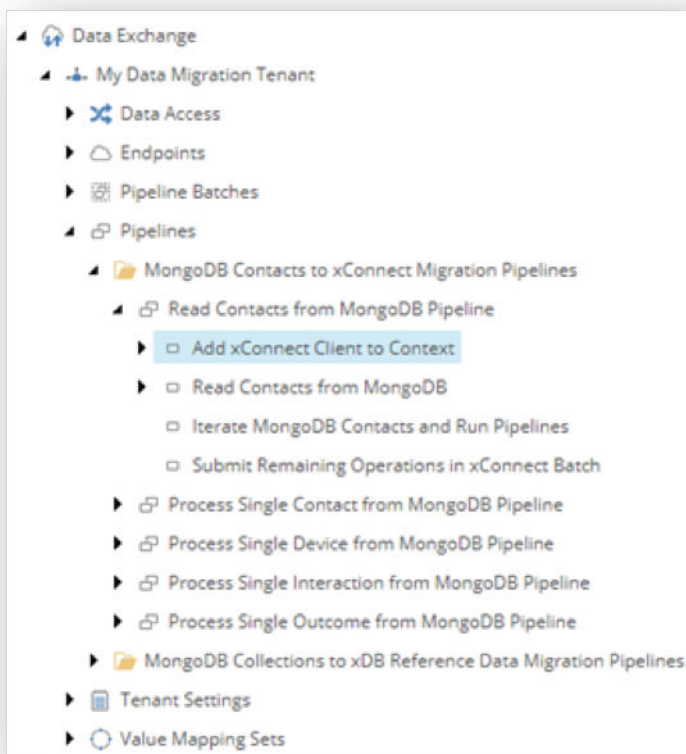 Data Exchange
My Data Migration Tenant
Data Access
Endpoints
Pipeline Batches
Pipelines
MongoDB Contacts to xConnect Migration Pipelines
Read Contacts from MongoDB Pipeline
Add xConnect Client to Context
Read Contacts from MongoDB
Iterate MongoDB Contacts and Run Pipelines
Submit Remaining Operations in xConnect Batch
Process Single Contact from MongoDB Pipeline
Process Single Device from MongoDB Pipeline
Process Single Interaction from MongoDB Pipeline
Process Single Outcome from MongoDB Pipeline
MongoDB Collections to xDB Reference Data Migration Pipelines
Tenant Settings
Value Mapping Sets